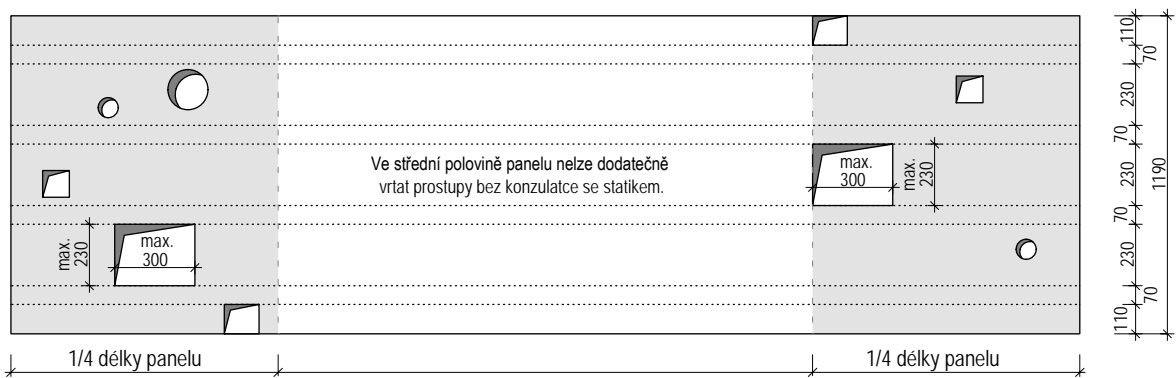 110
70
230
70
230
70
230
70
110
1190
Ve střední polovině panelu nelze dodatečně
vrtat prostupy bez konzulatce se statikem.
max.
300
max.
230
max.
230
max.
300
1/4 délky panelu
1/4 délky panelu